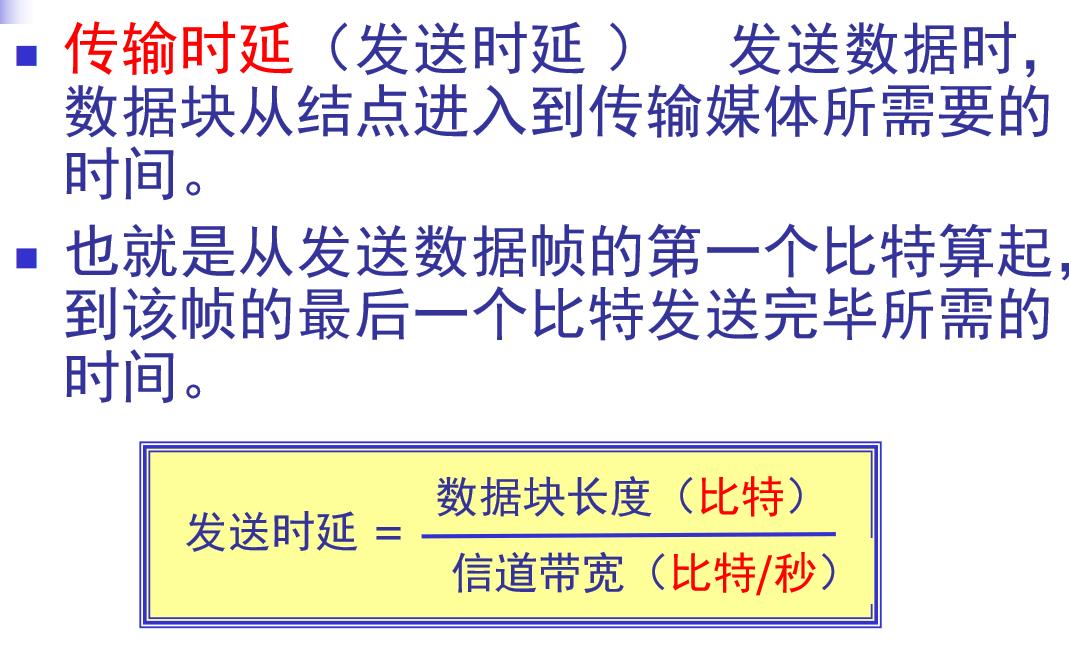 传输时延（发送时延 ） 发送数据时，
数据块从结点进入到传输媒体所需要的
时间。
也就是从发送数据帧的第一个比特算起，
到该帧的最后一个比特发送完毕所需的
时间。
数据块长度（比特）
发送时延 =
信道带宽（比特/秒）